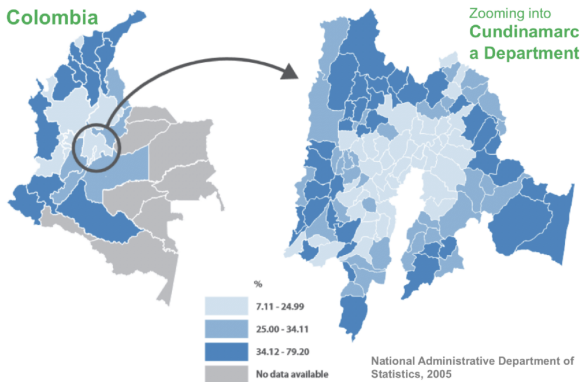 Colombia
Zooming into
Cundinamarc
a Department
%
7.11 - 24.99
25.00 - 34.11
34.12 - 79.20
No data available
National Administrative Department of
Statistics, 2005